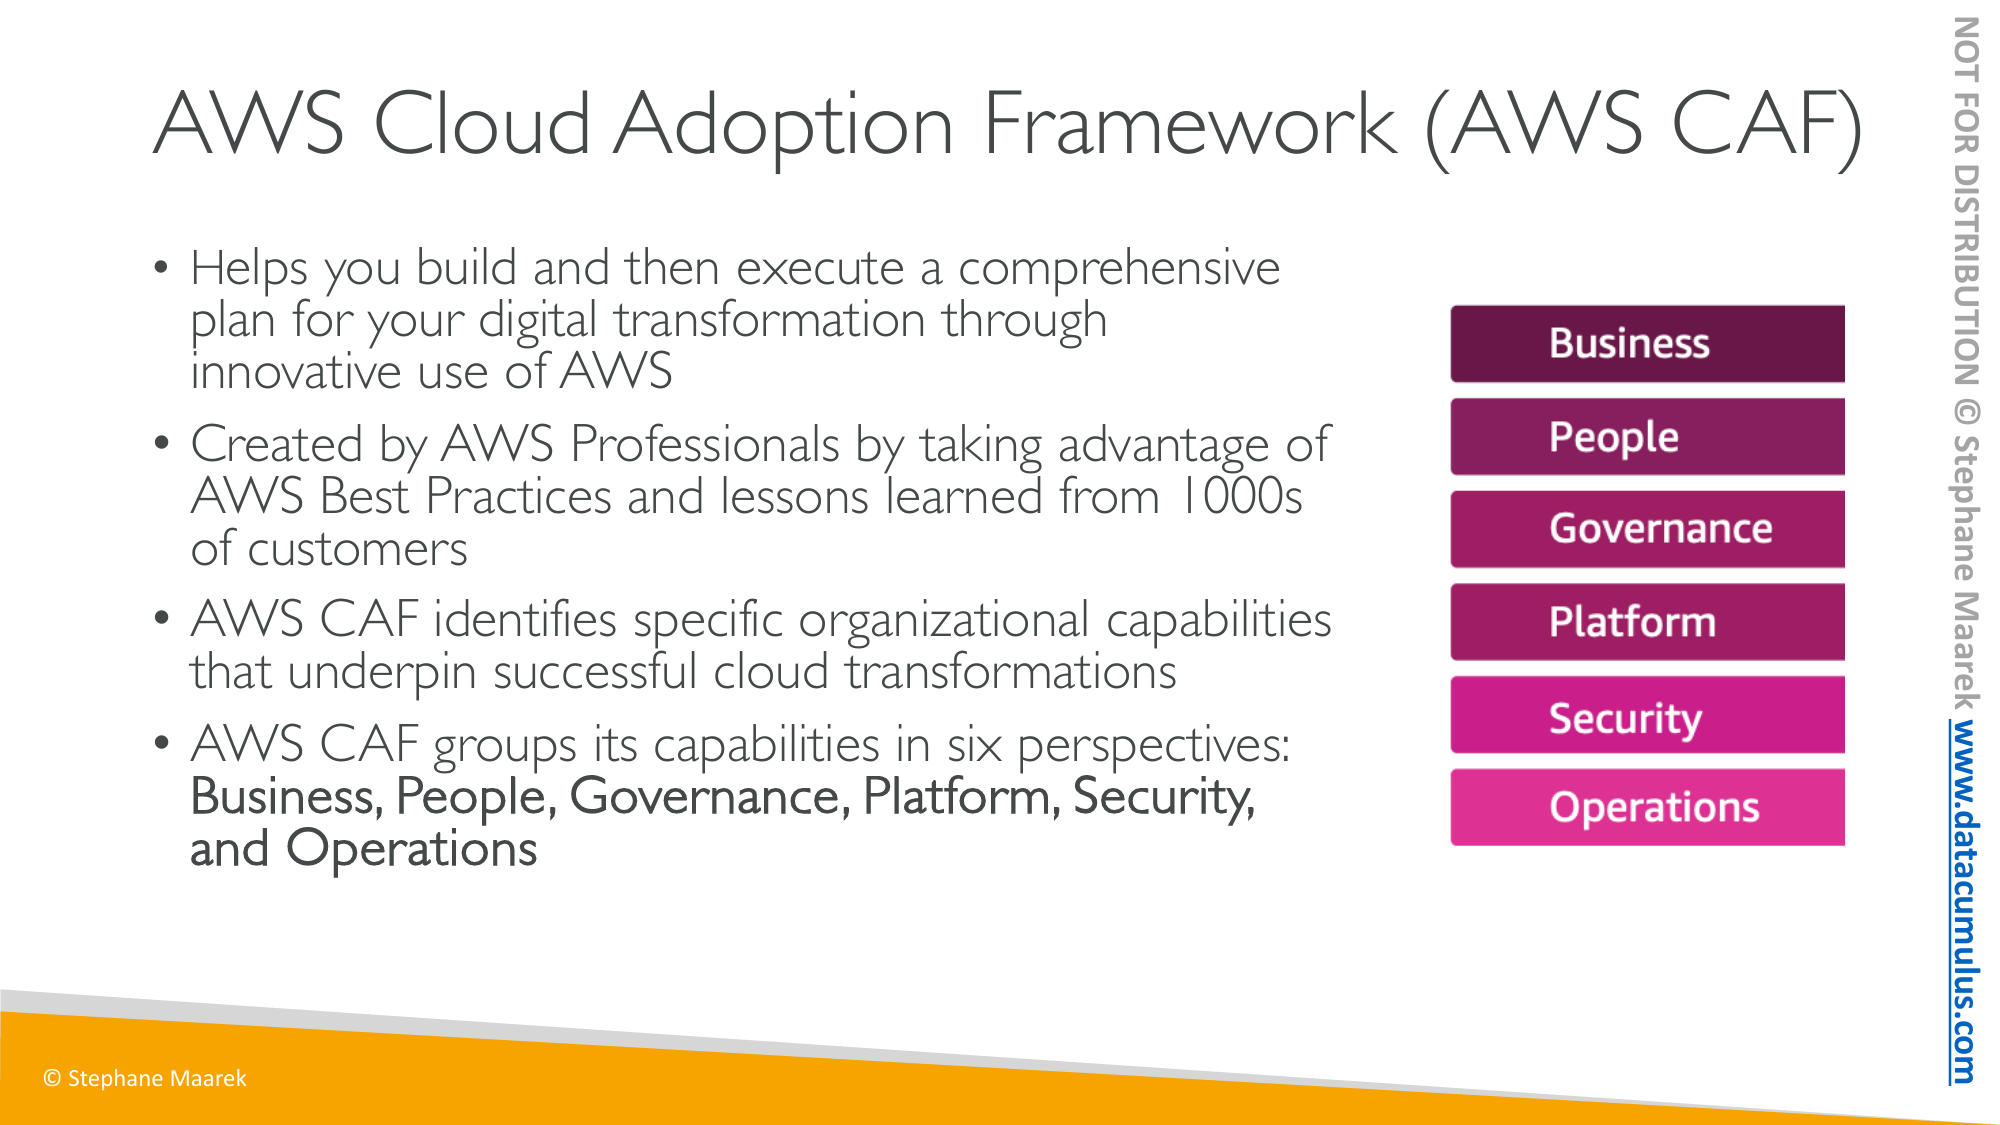 AWS Cloud Adoption Framework (AWS CAF)
• Helps you build and then execute a comprehensive
plan for your digital transformation through
innovative use of AWS
• Created by AWS Professionals by taking advantage of
AWS Best Practices and lessons learned from 1000s
of customers
• AWS CAF identifies specific organizational capabilities
that underpin successful cloud transformations
• AWS CAF groups its capabilities in six perspectives:
Business, People, Governance, Platform, Security,
and Operations
Business
People
Governance
Platform
Security
Operations
© Stephane Maarek
NOT FOR DISTRIBUTION © Stephane Maarek www.datacumulus.com